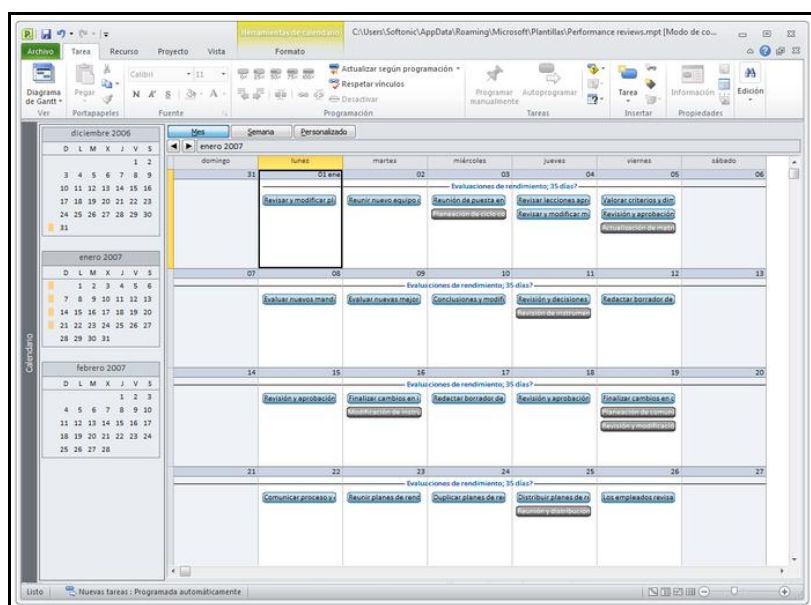 Herramientas de calendario
C:\Users\Softonic\AppData\Roaming\Microsoft\Plantillas\Performance reviews.mpt [Modo de co...
Archivo Tarea Recurso Proyecto Vista Formato
Diagrama de Gantt
Pegar
Calibri 11
N K S A
Actualizar según programación
Respetar vínculos
Desactivar
Programar manualmente
Autoprogramar
Tarea
Información
Edición
Ver Portapapeles Fuente Programación Tareas Insertar Propiedades
Calendario
diciembre 2006
D L M X J V S
1 2
3 4 5 6 7 8 9
10 11 12 13 14 15 16
17 18 19 20 21 22 23
24 25 26 27 28 29 30
31
enero 2007
D L M X J V S
1 2 3 4 5 6
7 8 9 10 11 12 13
14 15 16 17 18 19 20
21 22 23 24 25 26 27
28 29 30 31
febrero 2007
D L M X J V S
1 2 3
4 5 6 7 8 9 10
11 12 13 14 15 16 17
18 19 20 21 22 23 24
25 26 27 28
Mes Semana Personalizado
enero 2007
domingo lunes martes miércoles jueves viernes sábado
31 01 ene 02 03 04 05 06
Evaluaciones de rendimiento; 35 días?
Revisar y modificar pl Reunir nuevo equipo Reunión de puesta en Revisar lecciones apr Valorar criterios y dim
Planeación de ciclo co Revisar y modificar m Revisión y aprobación
Actualización de matri
07 08 09 10 11 12 13
Evaluaciones de rendimiento; 35 días?
Evaluar nuevos manda Evaluar nuevas mejor Conclusiones y modifi Revisión y decisiones Redactar borrador de
Revisión de instrumen
14 15 16 17 18 19 20
Evaluaciones de rendimiento; 35 días?
Revisión y aprobación Finalizar cambios en Redactar borrador de Revisión y aprobación Finalizar cambios en
Modificación de instru Planeación de comuni
Revisión y modificació
21 22 23 24 25 26 27
Evaluaciones de rendimiento; 35 días?
Comunicar proceso y Reunir planes de rend Duplicar planes de re Distribuir planes de r Los empleados revisa
Reunión y distribución
Listo Nuevas tareas : Programada automáticamente